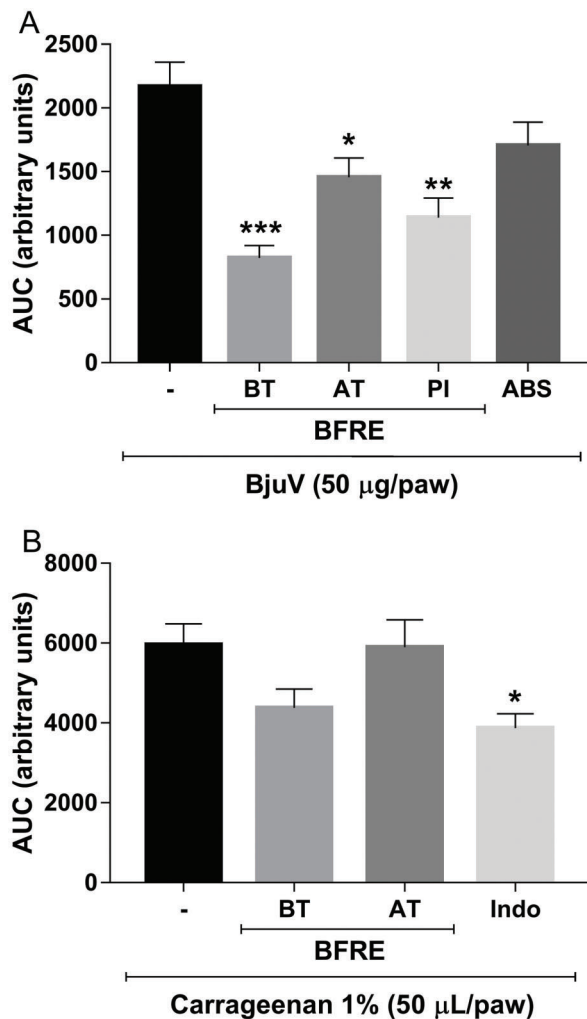 A
AUC (arbitrary units)
2500
2000
1500
1000
500
0
***
*
**
- BT AT PI ABS
BFRE
BjuV (50 μg/paw)
B
AUC (arbitrary units)
8000
6000
4000
2000
0
*
- BT AT Indo
BFRE
Carrageenan 1% (50 μL/paw)